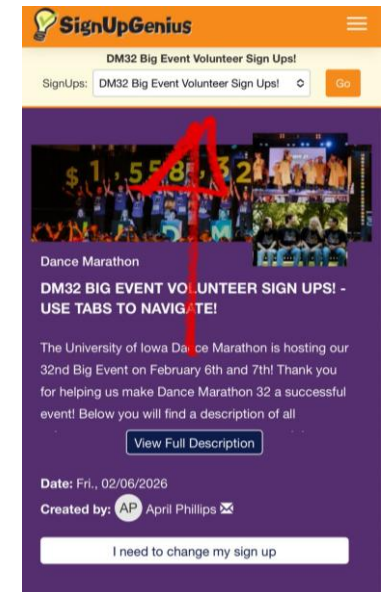 SignUpGenius
DM32 Big Event Volunteer Sign Ups!
SignUps: DM32 Big Event Volunteer Sign Ups! Go
Dance Marathon
DM32 BIG EVENT VOLUNTEER SIGN UPS! -
USE TABS TO NAVIGATE!
The University of Iowa Dance Marathon is hosting our
32nd Big Event on February 6th and 7th! Thank you
for helping us make Dance Marathon 32 a successful
event! Below you will find a description of all
View Full Description
Date: Fri., 02/06/2026
Created by: AP April Phillips
I need to change my sign up